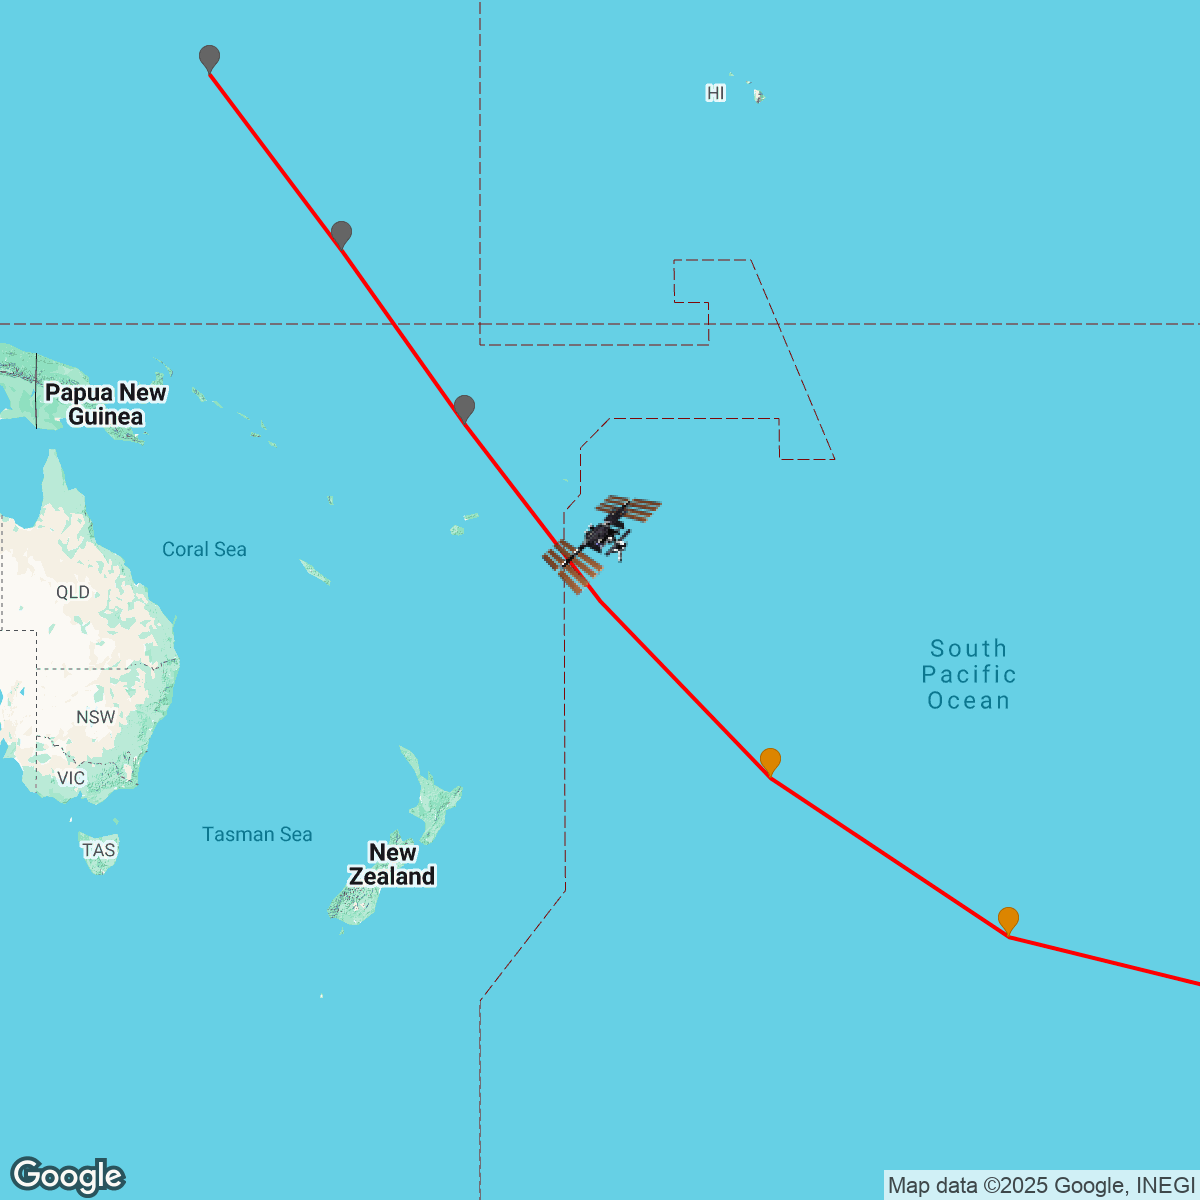 HI
Papua New
Guinea
Coral Sea
QLD
South
Pacific
Ocean
NSW
VIC
Tasman Sea
TAS
New
Zealand
Google
Map data ©2025 Google, INEGI